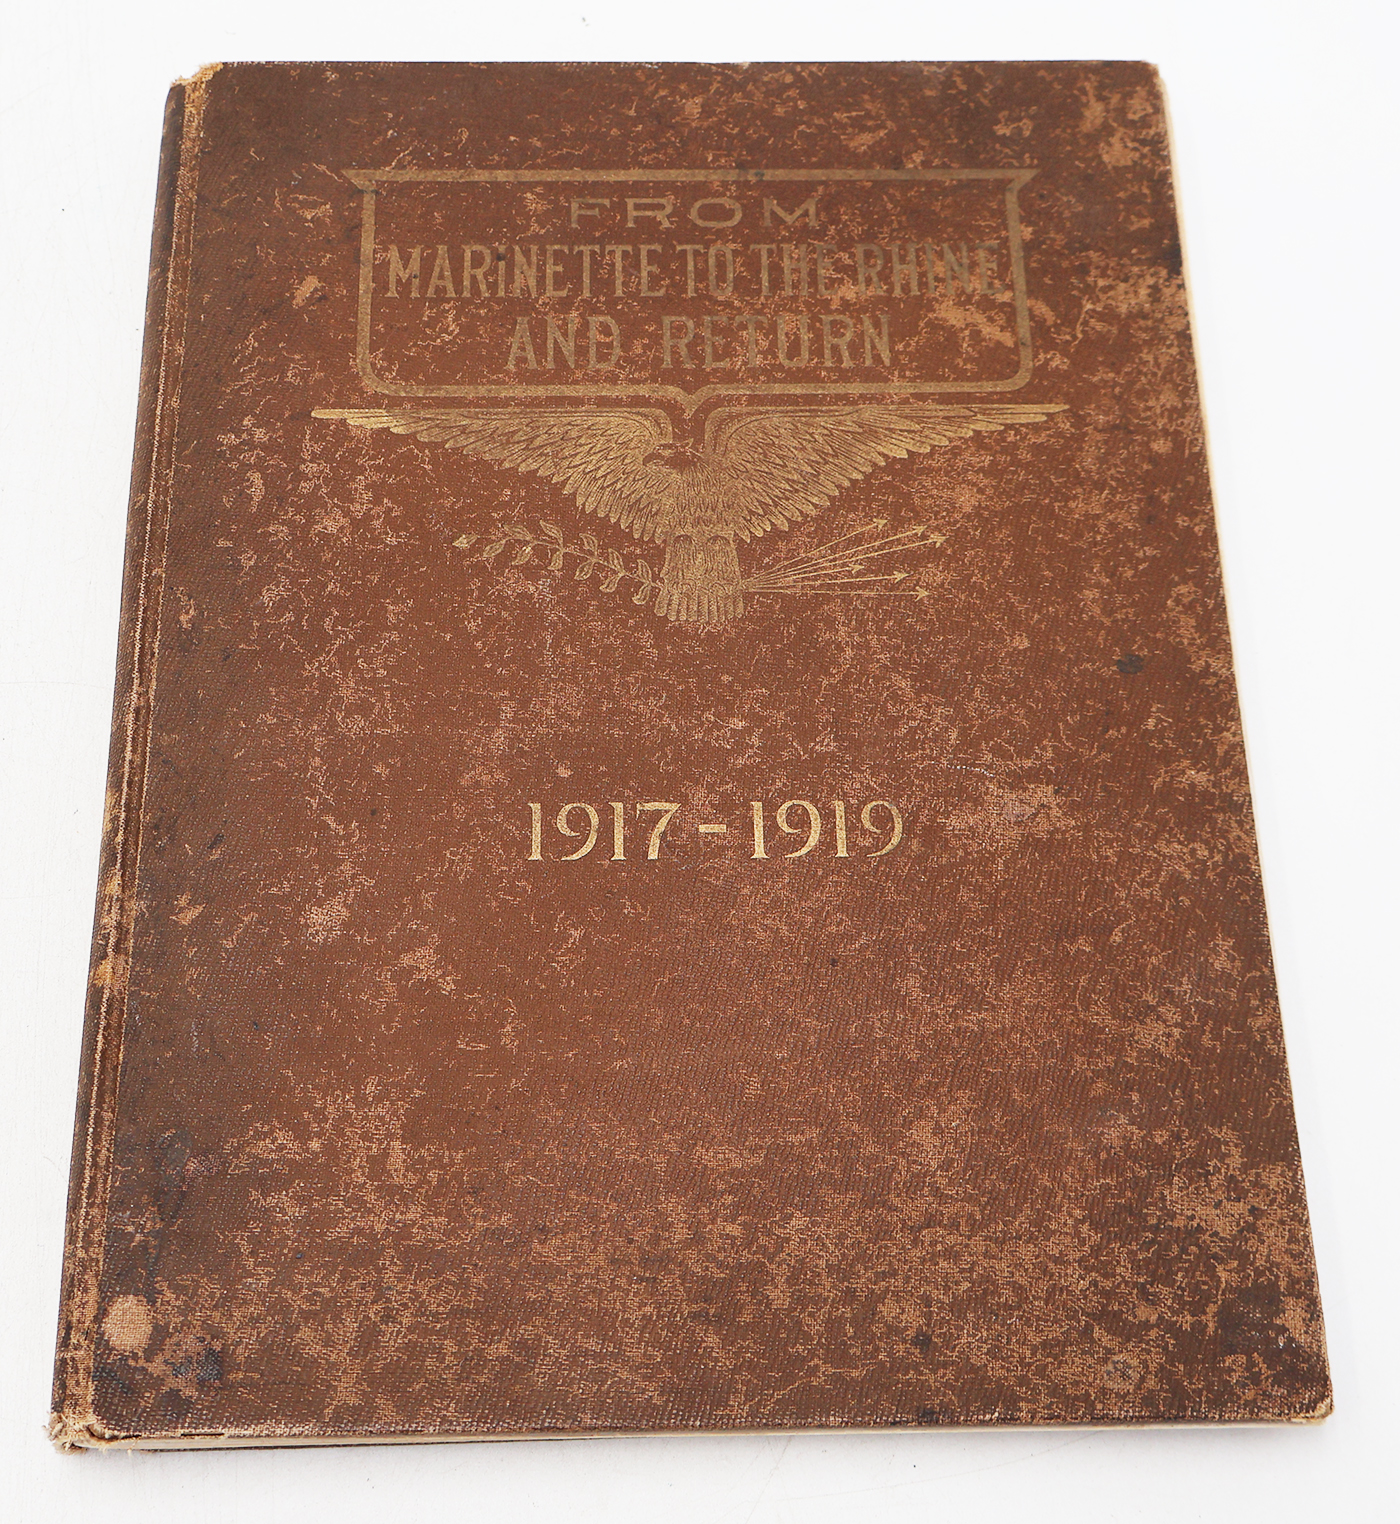 FROM
MARINETTE TO THE RHINE
AND RETURN
1917-1919